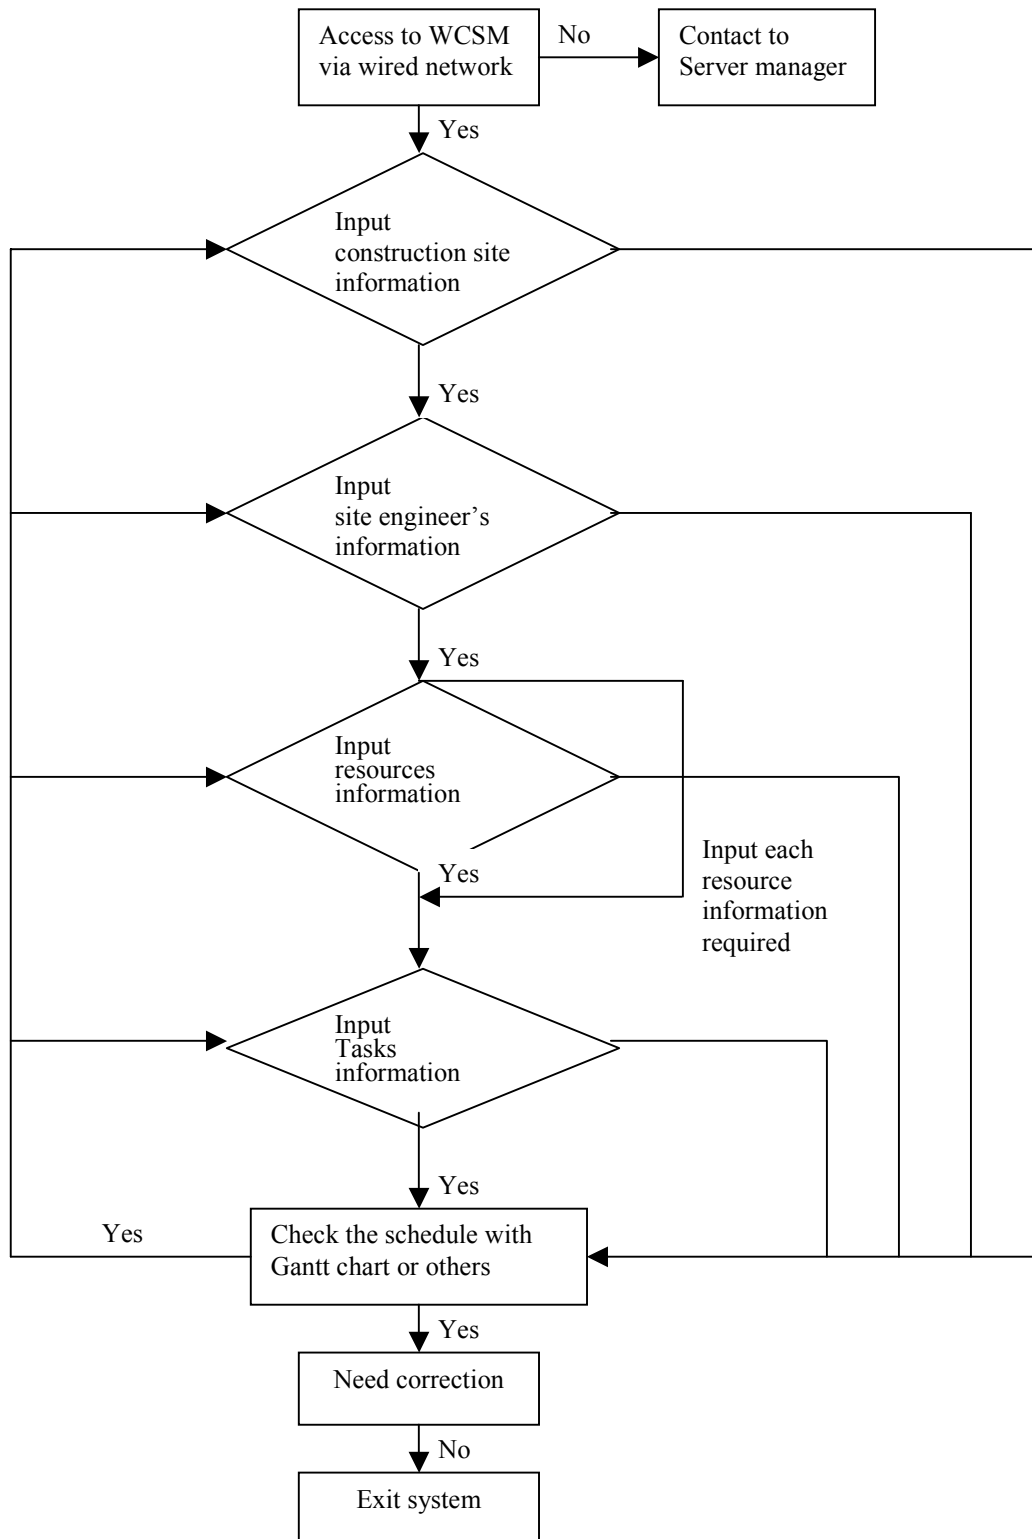 Access to WCSM
via wired network
No
Contact to
Server manager
Yes
Input
construction site
information
Yes
Input
site engineer’s
information
Yes
Input
resources
information
Yes
Input each
resource
information
required
Input
Tasks
information
Yes
Yes
Check the schedule with
Gantt chart or others
Yes
Need correction
No
Exit system